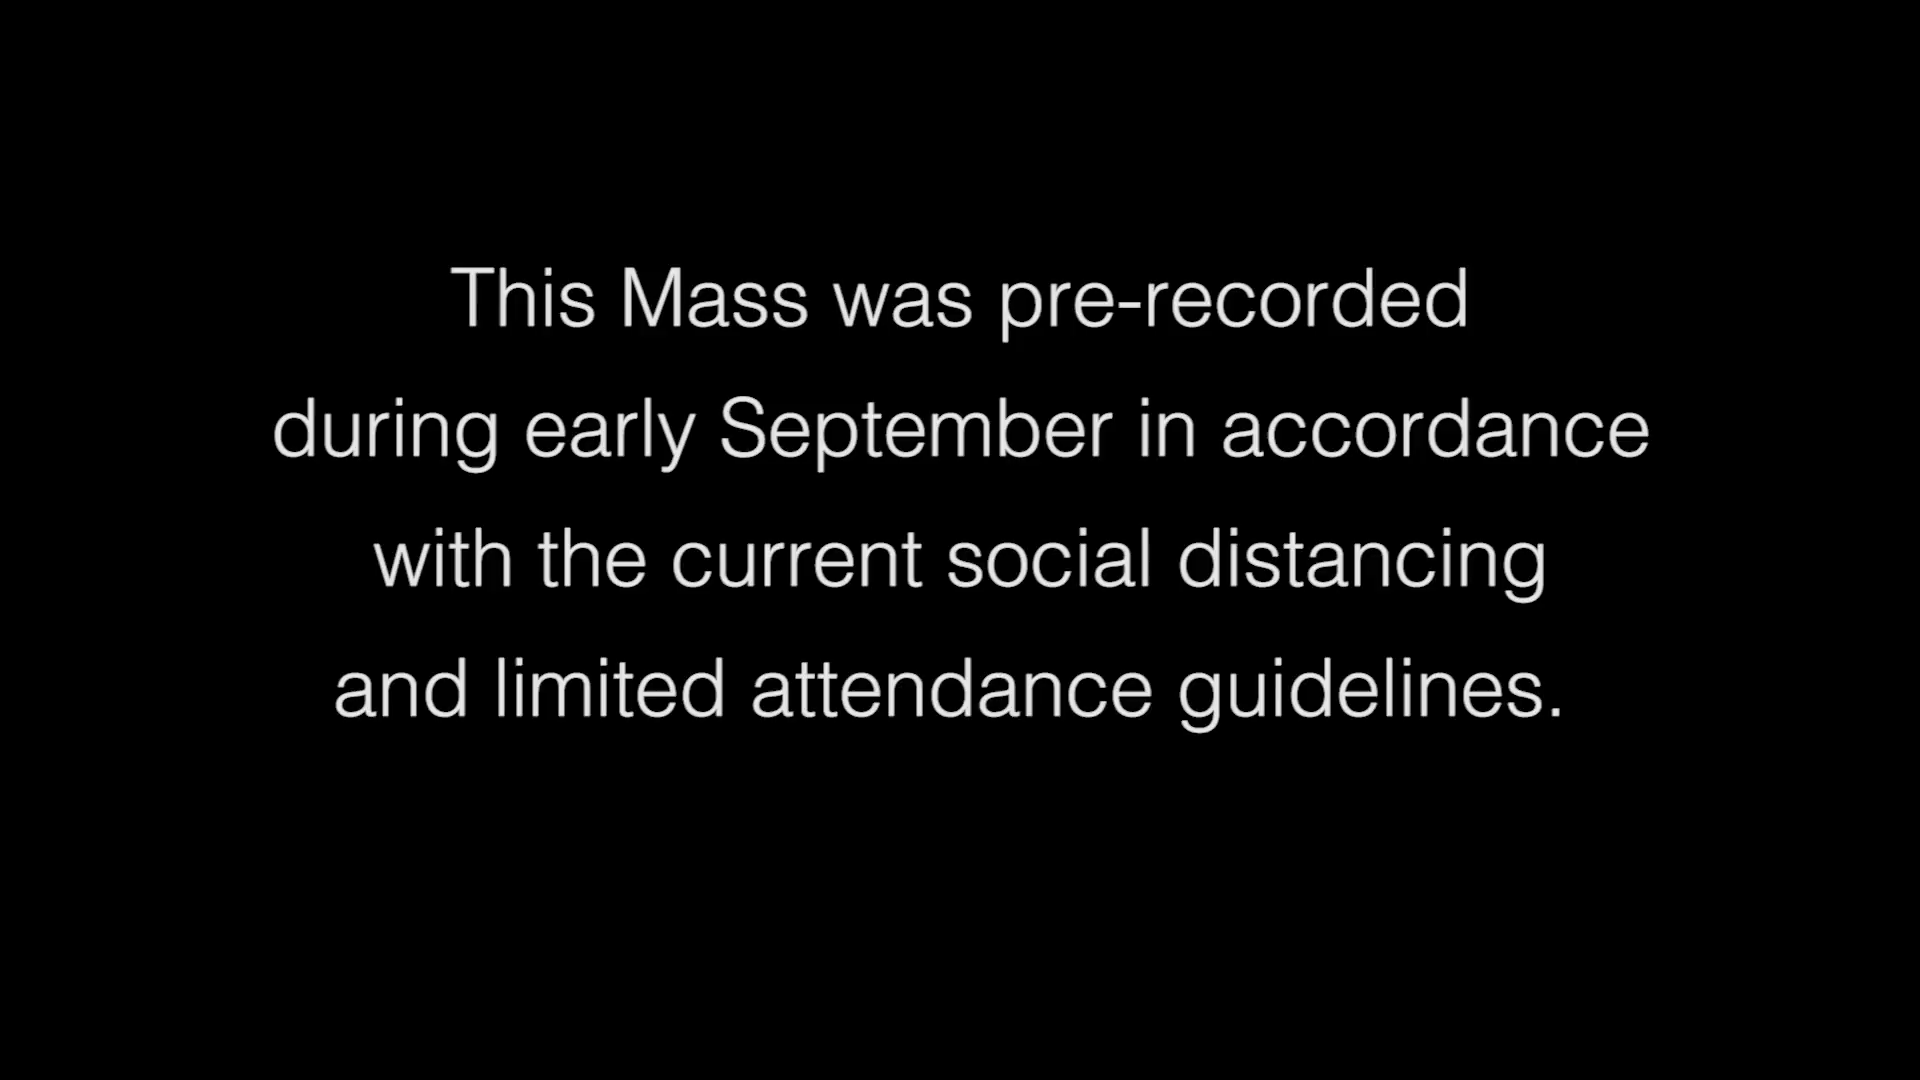 This Mass was pre-recorded
during early September in accordance
with the current social distancing
and limited attendance guidelines.